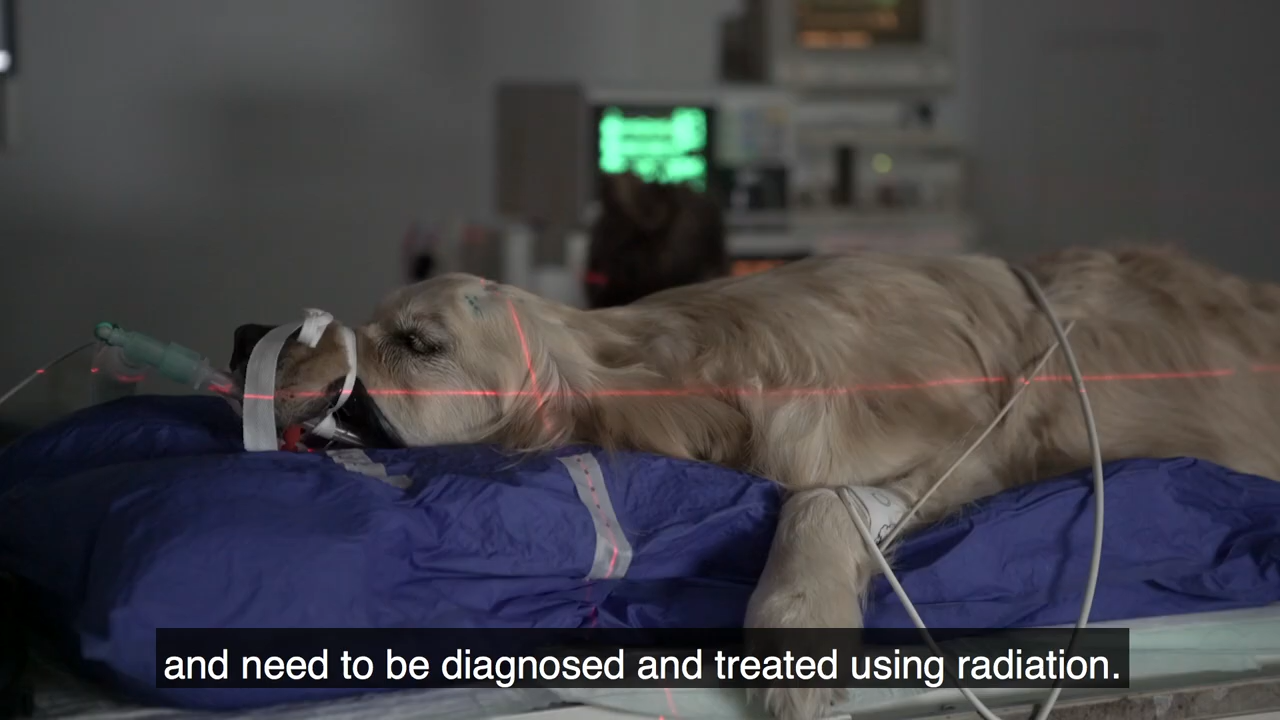 and need to be diagnosed and treated using radiation.